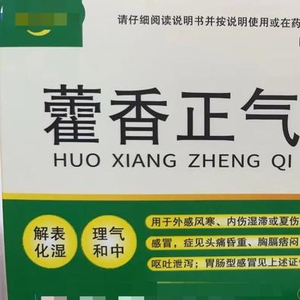 请仔细阅读说明书并按说明使用或在药
藿香正气
HUO XIANG ZHENG QI
解表
化湿
理气
和中
用于外感风寒、内伤湿滞或夏伤
感冒，症见头痛昏重、胸膈痞闷
呕吐泄泻；胃肠型感冒见上述证